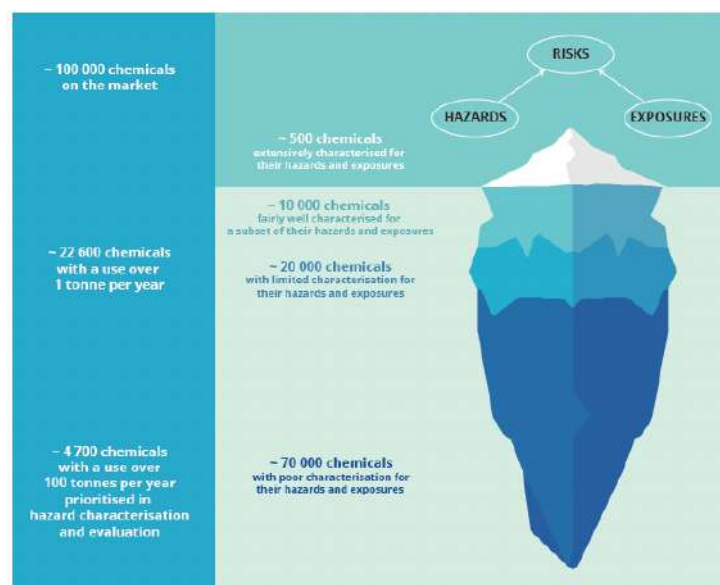 ~ 100 000 chemicals
on the market
~ 22 600 chemicals
with a use over
1 tonne per year
~ 4 700 chemicals
with a use over
100 tonnes per year
prioritised in
hazard characterisation
and evaluation
RISKS
HAZARDS
EXPOSURES
~ 500 chemicals
extensively characterised for
their hazards and exposures
~ 10 000 chemicals
fairly well characterised for
a subset of their hazards and exposures
~ 20 000 chemicals
with limited characterisation for
their hazards and exposures
~ 70 000 chemicals
with poor characterisation for
their hazards and exposures